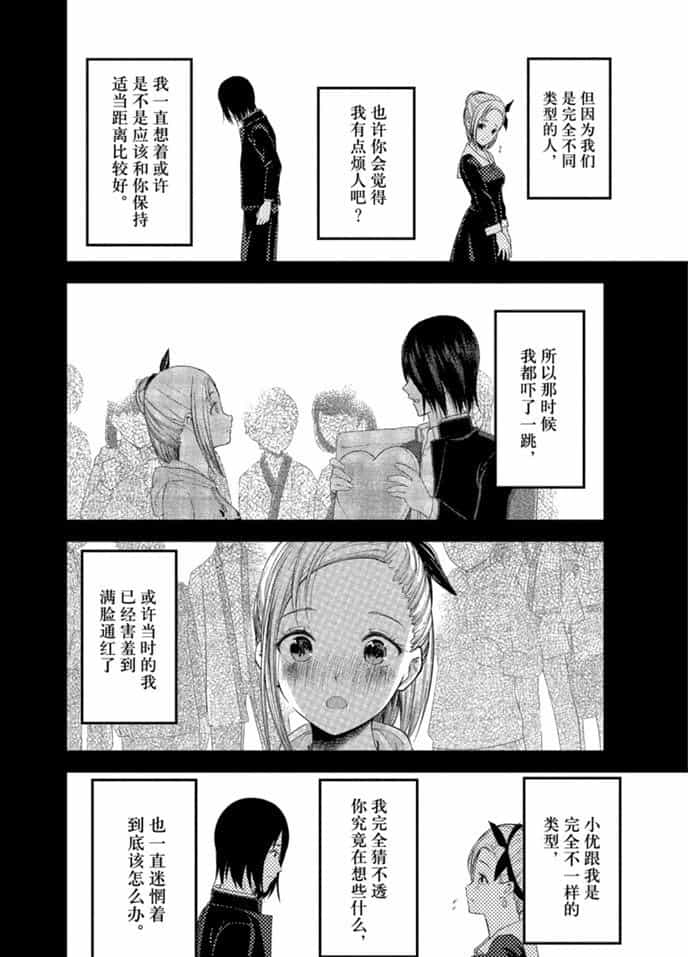 但因为我们
是完全不同
类型的人，
也许你会觉得
我有点烦人吧？
我一直想着或许
是不是应该和你保持
适当距离比较好。
所以那时候
我都吓了一跳，
或许当时的我
已经害羞到
满脸通红了
小优跟我是
完全不一样的
类型，
我完全猜不透
你究竟在想些什么，
也一直迷惘着
到底该怎么办。